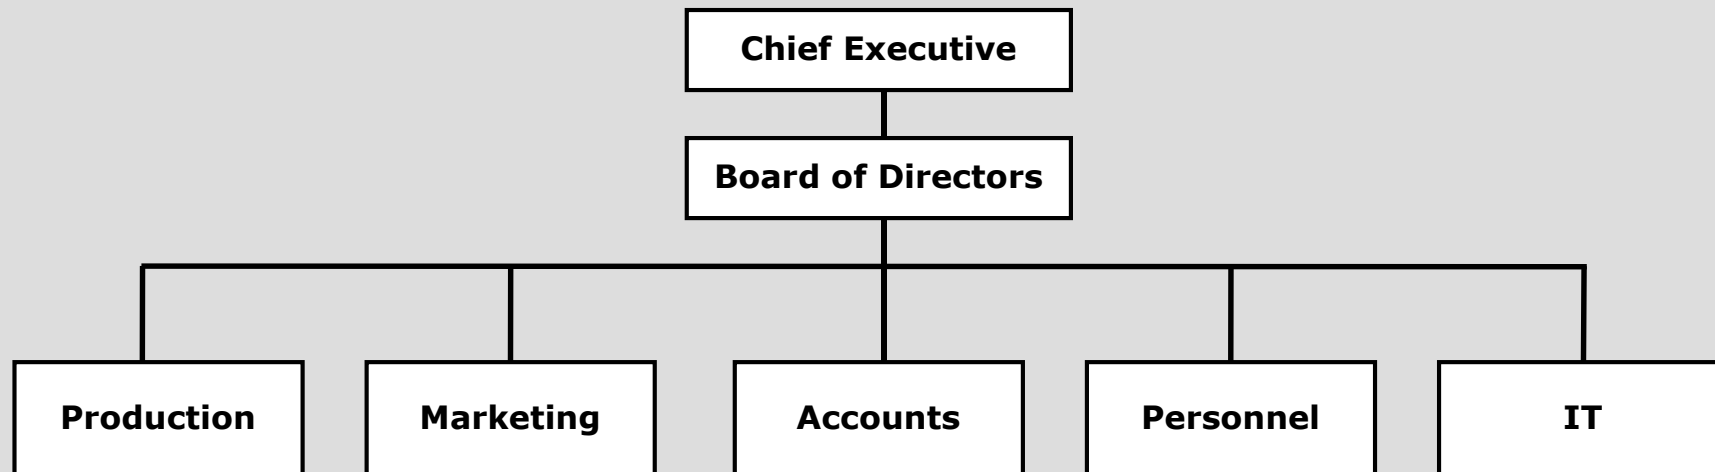 Chief Executive
Board of Directors
Production
Marketing
Accounts
Personnel
IT